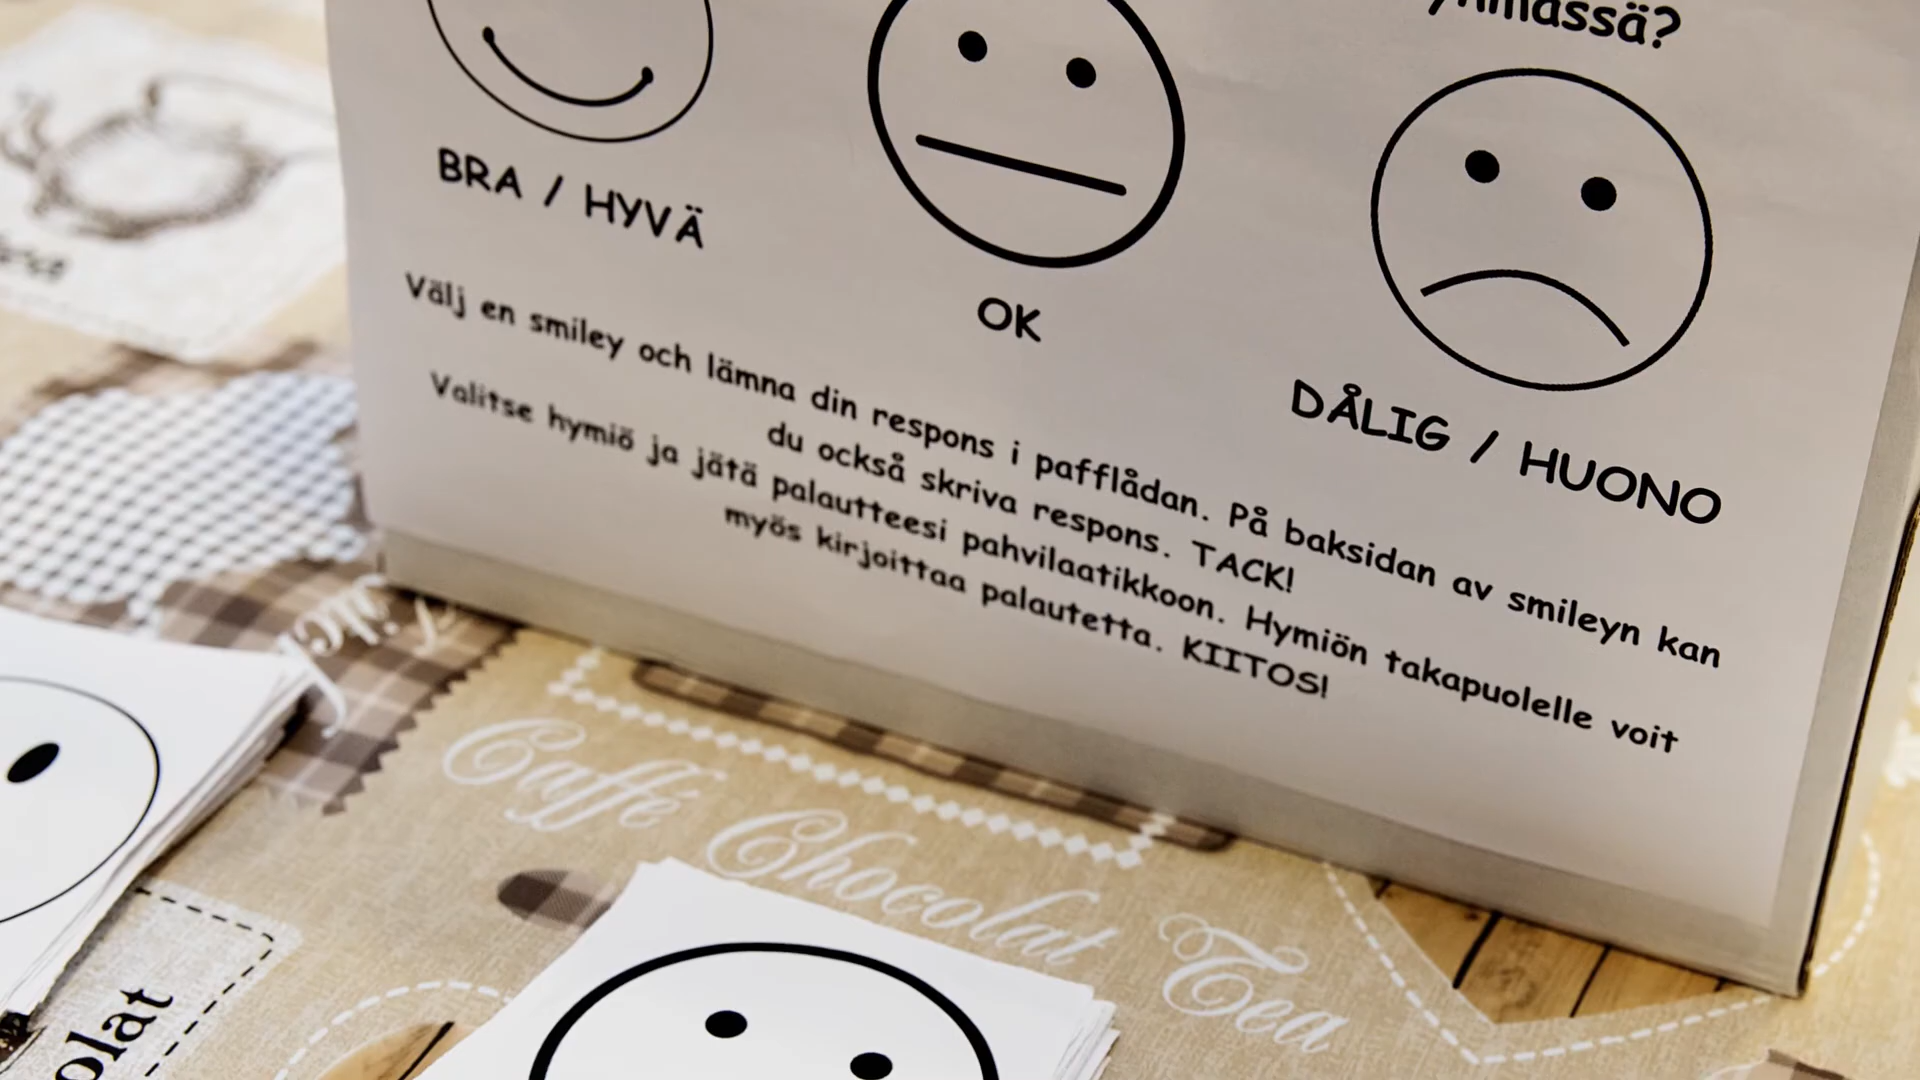 BRA / HYVÄ
OK
DÅLIG / HUONO
Välj en smiley och lämna din respons i pafflådan. På baksidan av smileyn kan
du också skriva respons. TACK!
Valitse hymiö ja jätä palautteesi pahvilaatikkoon. Hymiön takapuolelle voit
myös kirjoittaa palautetta. KIITOS!
Caffé Chocolat Tea
olat